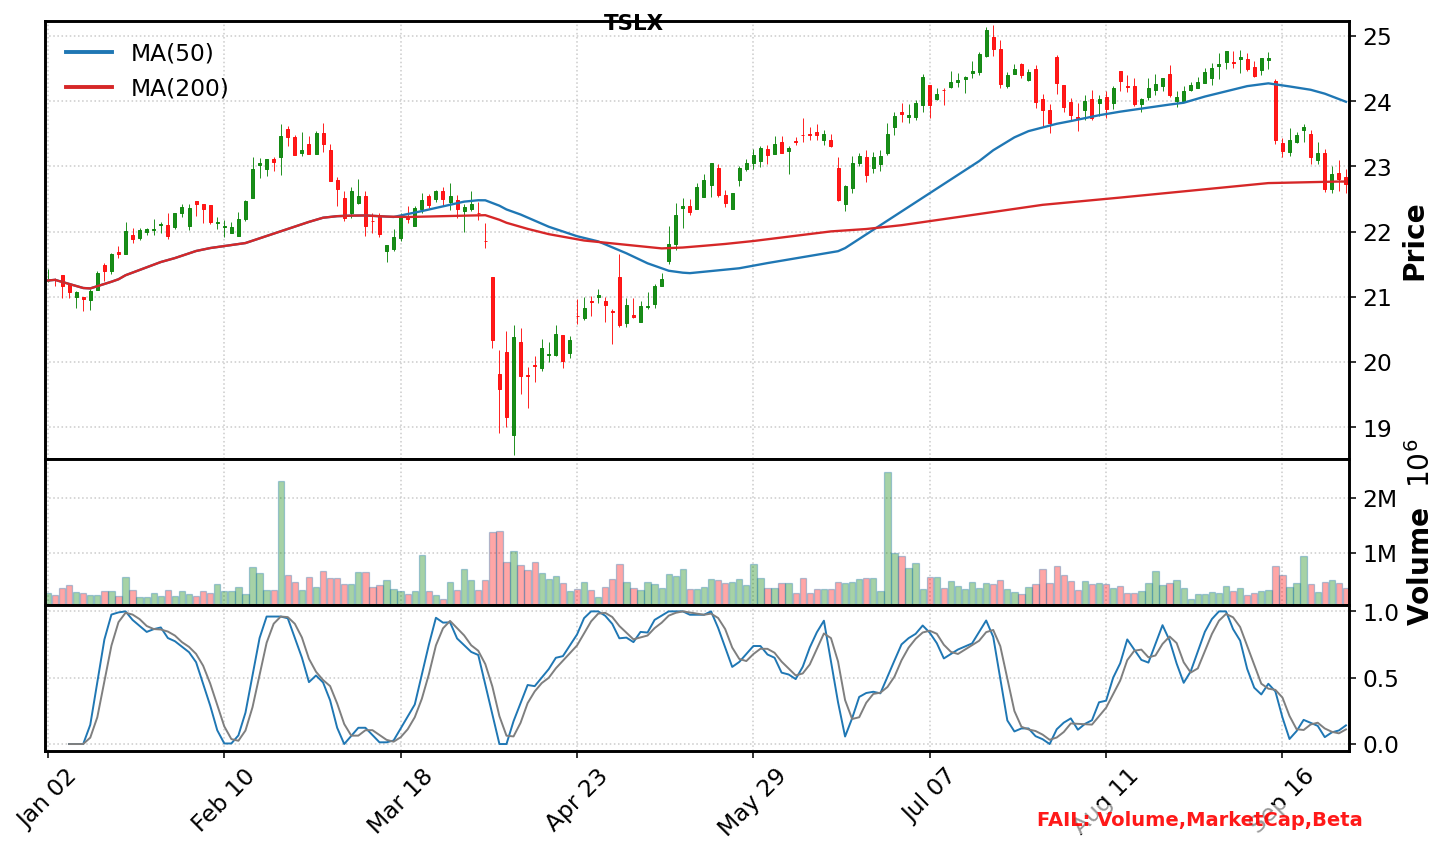 TSLX
MA(50)
MA(200)
25
24
23
22
21
20
19
Price
2M
1M
Volume 10^6
1.0
0.5
0.0
Jan 02
Feb 10
Mar 18
Apr 23
May 29
Jul 07
Aug 11
Sep 16
FAIL: Volume,MarketCap,Beta